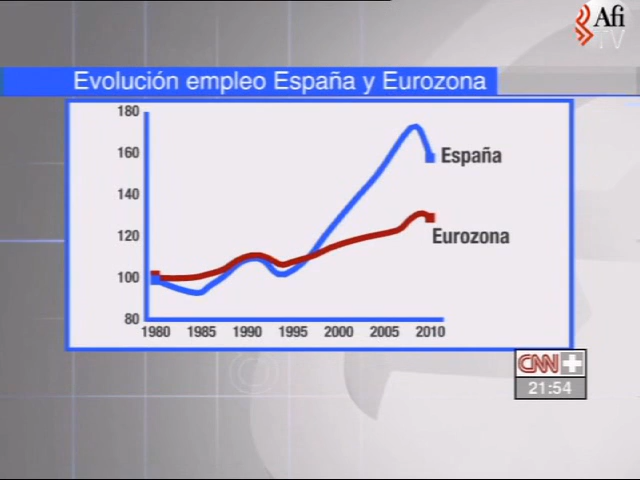 Afi
TV
Evolución empleo España y Eurozona
180
160
140
120
100
80
España
Eurozona
1980 1985 1990 1995 2000 2005 2010
CNN+
21:54